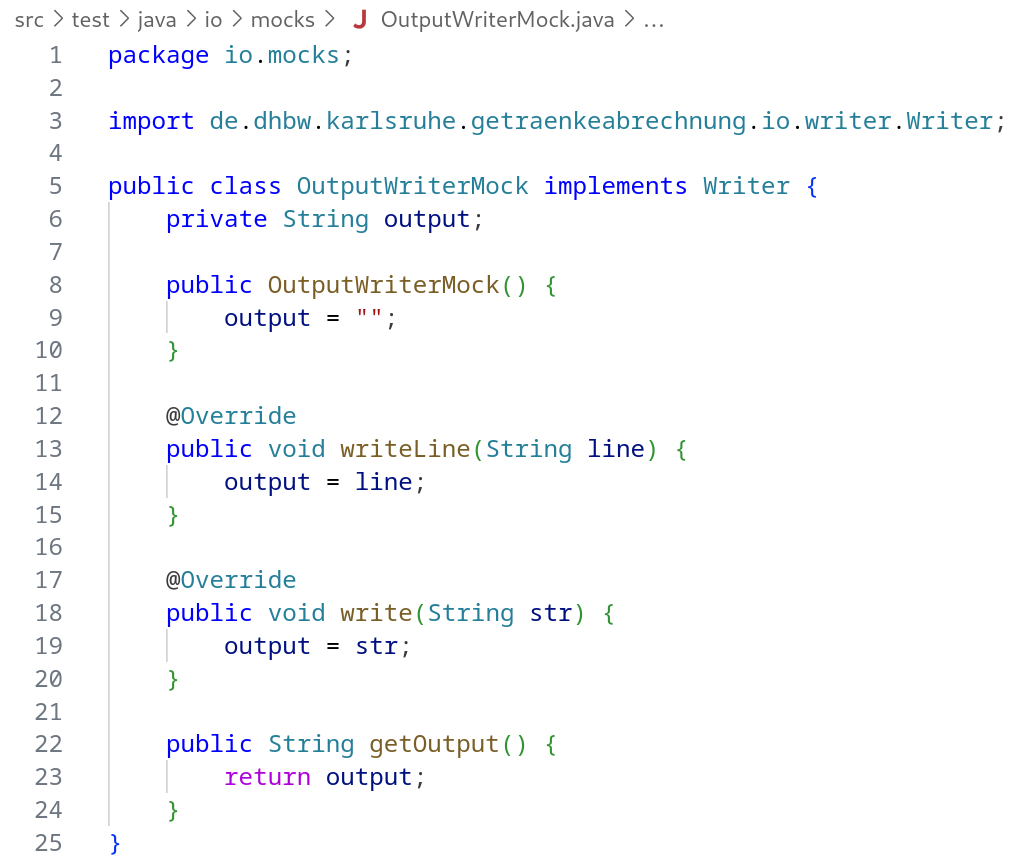 src > test > java > io > mocks > J OutputWriterMock.java > ...
1 package io.mocks;
2
3 import de.dhbw.karlsruhe.getraenkeabrechnung.io.writer.Writer;
4
5 public class OutputWriterMock implements Writer {
6     private String output;
7
8     public OutputWriterMock() {
9         output = "";
10     }
11
12     @Override
13     public void writeLine(String line) {
14         output = line;
15     }
16
17     @Override
18     public void write(String str) {
19         output = str;
20     }
21
22     public String getOutput() {
23         return output;
24     }
25 }